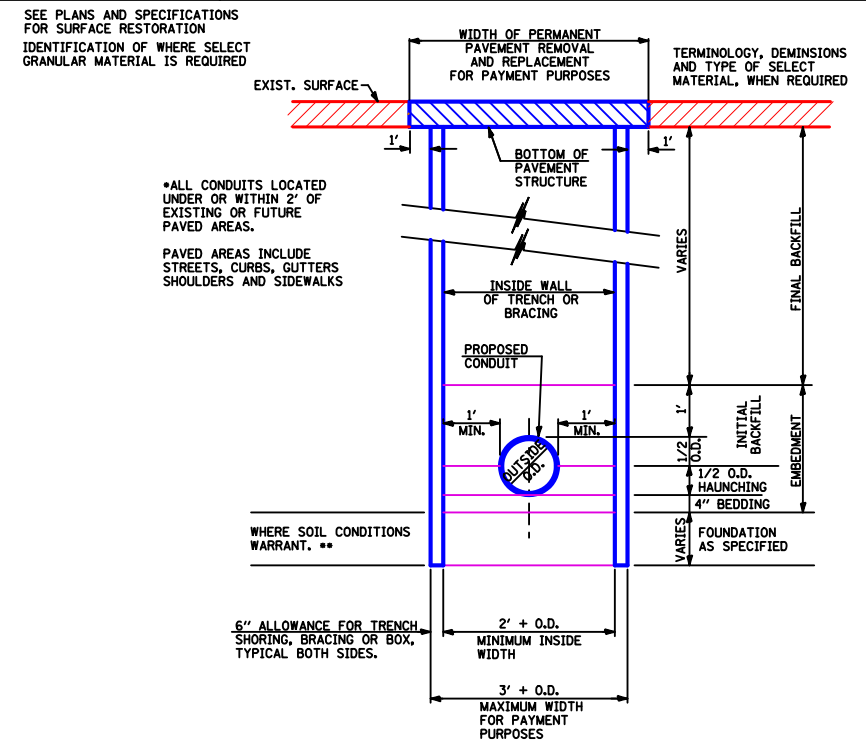 SEE PLANS AND SPECIFICATIONS
FOR SURFACE RESTORATION
IDENTIFICATION OF WHERE SELECT
GRANULAR MATERIAL IS REQUIRED
WIDTH OF PERMANENT
PAVEMENT REMOVAL
AND REPLACEMENT
FOR PAYMENT PURPOSES
TERMINOLOGY, DEMINSIONS
AND TYPE OF SELECT
MATERIAL, WHEN REQUIRED
EXIST. SURFACE
1'
1'
BOTTOM OF
PAVEMENT
STRUCTURE
*ALL CONDUITS LOCATED
UNDER OR WITHIN 2' OF
EXISTING OR FUTURE
PAVED AREAS.
PAVED AREAS INCLUDE
STREETS, CURBS, GUTTERS
SHOULDERS AND SIDEWALKS
VARIES
FINAL BACKFILL
INSIDE WALL
OF TRENCH OR
BRACING
PROPOSED
CONDUIT
1'
MIN.
1'
MIN.
OUTSIDE
O.D.
1'
INITIAL
BACKFILL
1/2
O.D.
EMBEDMENT
1/2 O.D.
HAUNCHING
4" BEDDING
WHERE SOIL CONDITIONS
WARRANT. **
VARIES
FOUNDATION
AS SPECIFIED
6" ALLOWANCE FOR TRENCH
SHORING, BRACING OR BOX,
TYPICAL BOTH SIDES.
2' + O.D.
MINIMUM INSIDE
WIDTH
3' + O.D.
MAXIMUM WIDTH
FOR PAYMENT
PURPOSES